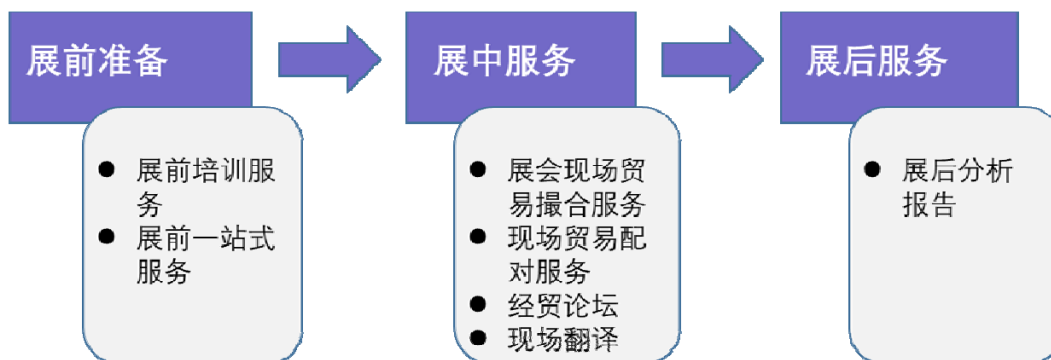 展前准备
展前培训服
务
展前一站式
服务
展中服务
展会现场贸
易撮合服务
现场贸易配
对服务
经贸论坛
现场翻译
展后服务
展后分析
报告